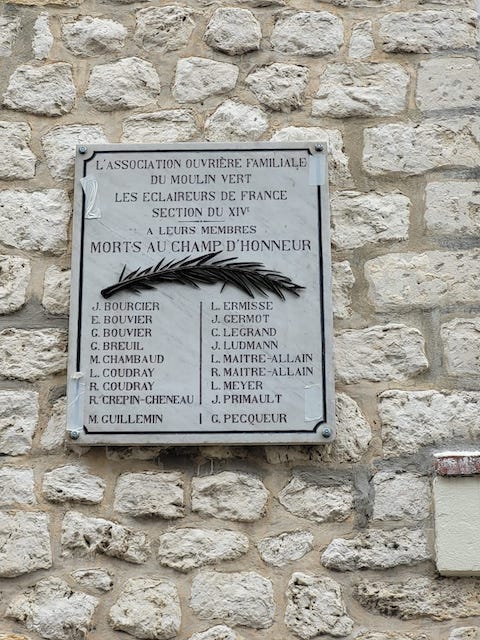 L'ASSOCIATION OUVRIÈRE FAMILIALE
DU MOULIN VERT
LES ECLAIREURS DE FRANCE
SECTION DU XIVE
A LEURS MEMBRES
MORTS AU CHAMP D'HONNEUR
J. BOURCIER
E. BOUVIER
G. BOUVIER
G. BREUIL
M. CHAMBAUD
L. COUDRAY
R. COUDRAY
R. CREPIN-CHENEAU
M. GUILLEMIN
L. ERMISSE
J. GERMOT
C. LEGRAND
J. LUDMANN
L. MAITRE-ALLAIN
R. MAITRE-ALLAIN
L. MEYER
J. PRIMAULT
G. PECQUEUR